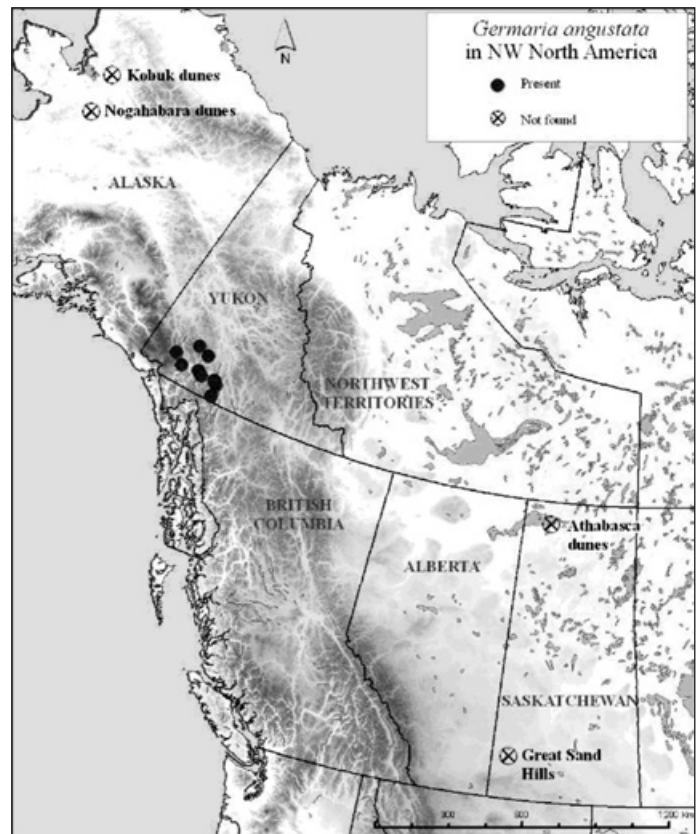 Germaria angustata
in NW North America
Present
Not found
N
Kobuk dunes
Nogahabara dunes
ALASKA
YUKON
NORTHWEST
TERRITORIES
BRITISH
COLUMBIA
Athabasca
dunes
ALBERTA
SASKATCHEWAN
Great Sand
Hills